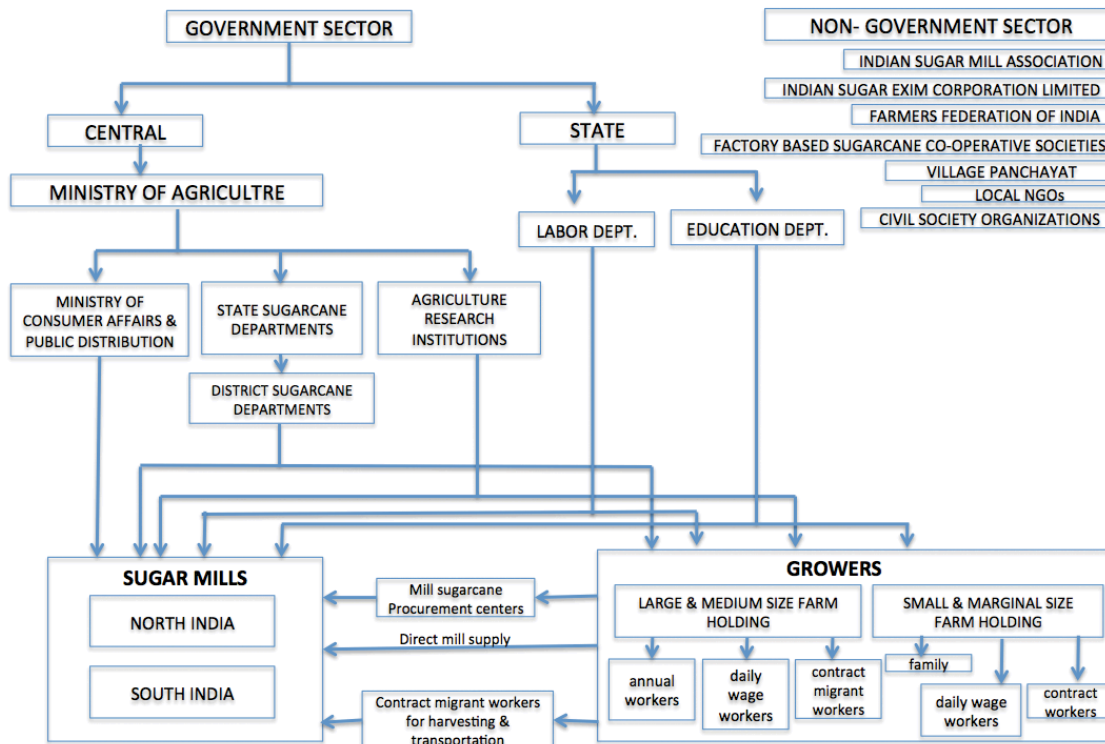 GOVERNMENT SECTOR
NON- GOVERNMENT SECTOR
INDIAN SUGAR MILL ASSOCIATION
INDIAN SUGAR EXIM CORPORATION LIMITED
FARMERS FEDERATION OF INDIA
FACTORY BASED SUGARCANE CO-OPERATIVE SOCIETIES
VILLAGE PANCHAYAT
LOCAL NGOs
CIVIL SOCIETY ORGANIZATIONS
CENTRAL
STATE
MINISTRY OF AGRICULTRE
LABOR DEPT.
EDUCATION DEPT.
MINISTRY OF
CONSUMER AFFAIRS &
PUBLIC DISTRIBUTION
STATE SUGARCANE
DEPARTMENTS
AGRICULTURE
RESEARCH
INSTITUTIONS
DISTRICT SUGARCANE
DEPARTMENTS
SUGAR MILLS
NORTH INDIA
SOUTH INDIA
Mill sugarcane
Procurement centers
Direct mill supply
Contract migrant workers
for harvesting &
transportation
GROWERS
LARGE & MEDIUM SIZE FARM
HOLDING
SMALL & MARGINAL SIZE
FARM HOLDING
annual
workers
daily
wage
workers
contract
migrant
workers
family
daily wage
workers
contract
workers